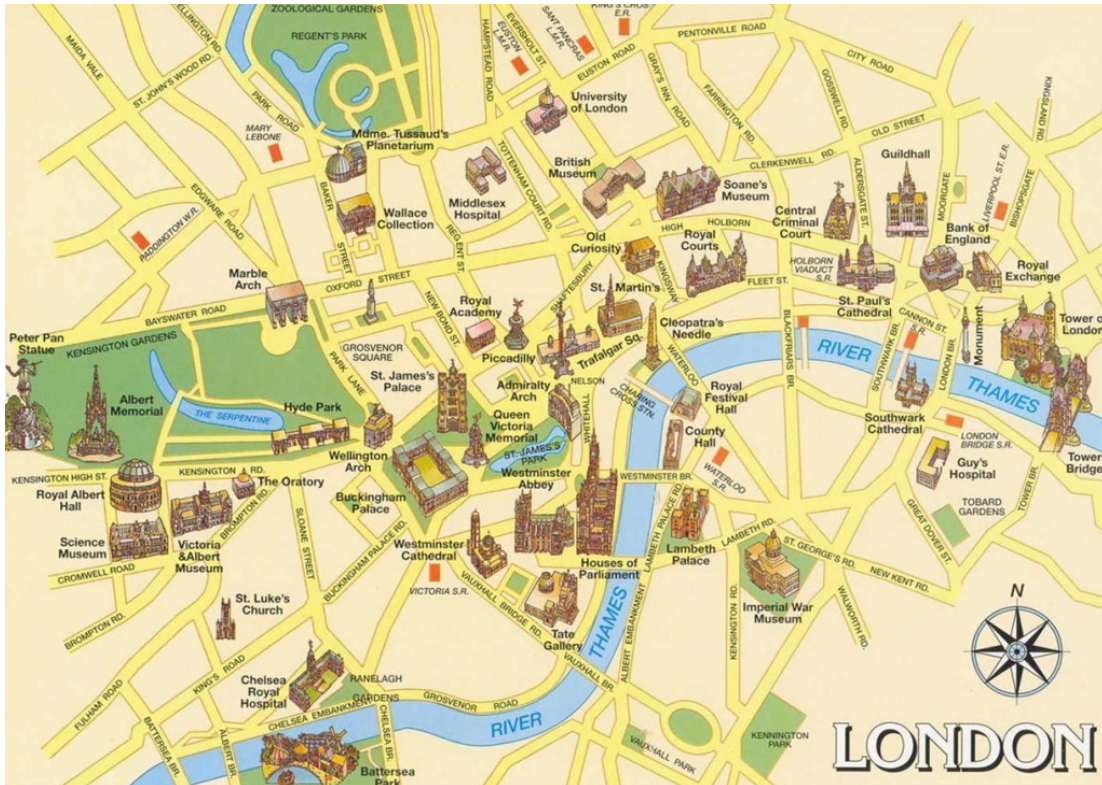 ZOOLOGICAL GARDENS
REGENT'S PARK
WELLINGTON RD.
MAIDA VALE
ST. JOHN'S WOOD RD.
PARK
ROAD
MARY
LEBONE
EDGWARE ROAD
PADDINGTON W.R.
HAMPSTEAD ROAD
EVERSHOLT ST.
EUSTON
L.M.R.
SANT PANCRAS
L.M.R.
KING'S CROS
E.R.
EUSTON ROAD
PENTONVILLE ROAD
CITY ROAD
GRAY'S INN ROAD
FARRINGTON RD.
GOSSWELL RD.
OLD STREET
KINGSLAND RD.
University
of London
Mdme. Tussaud's
Planetarium
BAKER
STREET
Wallace
Collection
Middlesex
Hospital
TOTTENHAM COURT RD.
British
Museum
Soane's
Museum
CLERKENWELL RD.
ALDERSGATE ST.
Guildhall
MOORGATE
LIVERPOOL ST. E.R.
BISHOPSGATE
Central
Criminal
Court
HIGH
HOLBORN
Old
Curiosity
Royal
Courts
KINGSWAY
HOLBORN
VIADUCT
S.R.
FLEET ST.
Bank of
England
Royal
Exchange
St. Paul's
Cathedral
CANNON ST.
S.R.
REGENT ST.
OXFORD STREET
Marble
Arch
NEW BOND ST.
Royal
Academy
Piccadilly
SHAFTESBURY
St.
Martin's
Trafalgar Sq.
Cleopatra's
Needle
WATERLOO
BLACKFRIARS BR.
RIVER
SOUTHWARK BR.
LONDON BR.
Monument
Tower o
London
THAMES
BAYSWATER ROAD
Peter Pan
Statue
KENSINGTON GARDENS
Albert
Memorial
THE SERPENTINE
Hyde Park
PARK LANE
GROSVENOR
SQUARE
St. James's
Palace
Admiralty
Arch
NELSON
WHITEHALL
Queen
Victoria
Memorial
ST. JAMES'S
PARK
CHARING
CROSS STN.
Royal
Festival
Hall
County
Hall
WATERLOO
S.R.
Southwark
Cathedral
LONDON
BRIDGE S.R.
Guy's
Hospital
Tower
Bridge
TOWER BR.
TOBARD
GARDENS
GREAT DOVER ST.
Wellington
Arch
Buckingham
Palace
Westminster
Abbey
WESTMINSTER BR.
KENSINGTON HIGH ST.
KENSINGTON RD.
Royal Albert
Hall
The Oratory
Science
Museum
Victoria
&Albert
Museum
BROMPTON RD.
CROMWELL ROAD
SLOANE STREET
BUCKINGHAM PALACE RD.
Westminster
Cathedral
VICTORIA S.R.
VAUXHALL BRIDGE RD.
Houses of
Parliament
LAMBETH PALACE RD.
Lambeth
Palace
LAMBETH RD.
ST. GEORGE'S RD.
NEW KENT RD.
Imperial War
Museum
WALWORTH RD.
KENSINGTON RD.
Tate
Gallery
THAMES
ALBERT EMBANKMENT
VAUXHALL BR.
St. Luke's
Church
BROMPTON RD.
FULHAM ROAD
KING'S ROAD
Chelsea
Royal
Hospital
RANELAGH
GARDENS
GROSVENOR ROAD
CHELSEA EMBANKMENT
RIVER
BATTERSEA BR.
ALBERT BR.
CHELSEA BR.
Battersea
Park
VAUXHALL PARK
KENNINGTON
PARK
N
LONDON